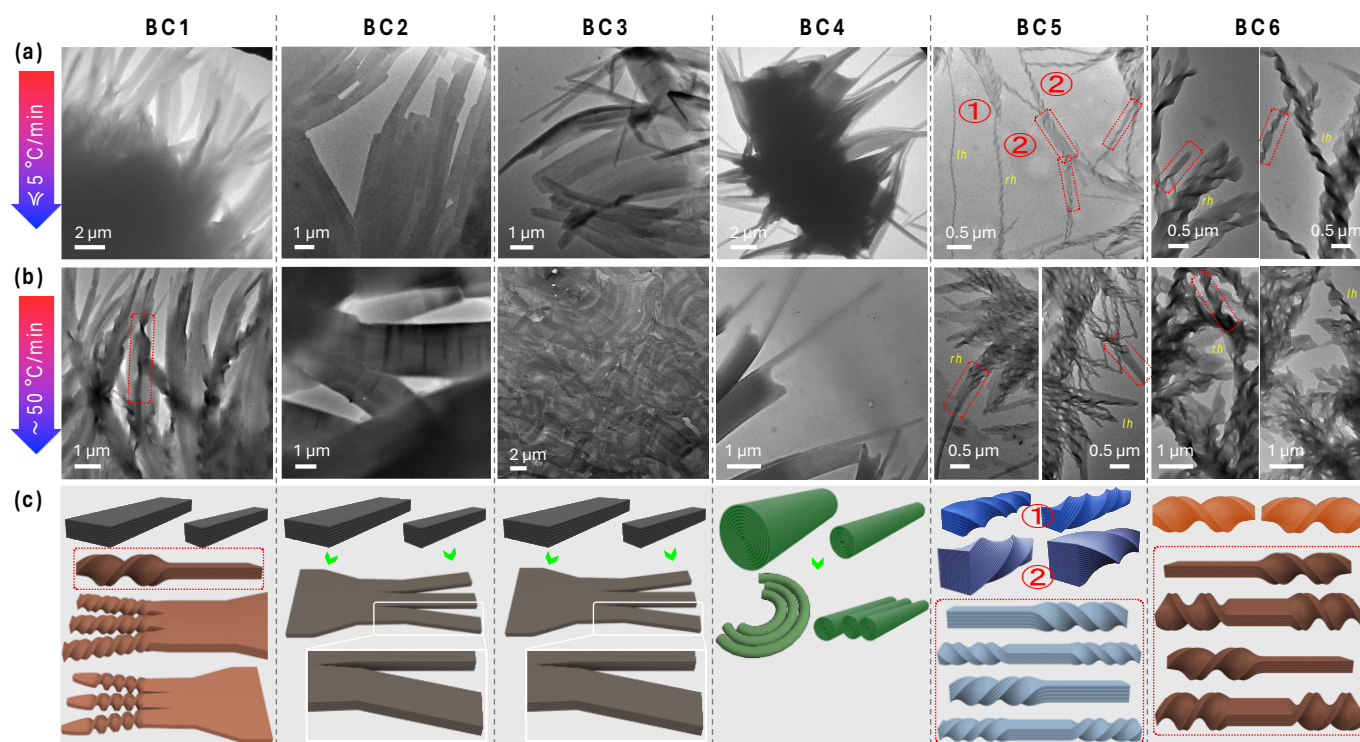 BC1 BC2 BC3 BC4 BC5 BC6
(a)
⩽ 5 °C/min
2 µm
1 µm
1 µm
2 µm
①
②
②
lh
rh
0.5 µm
rh
0.5 µm
lh
0.5 µm
(b)
~ 50 °C/min
1 µm
1 µm
2 µm
1 µm
rh
0.5 µm
lh
0.5 µm
rh
1 µm
lh
1 µm
(c)
①
②